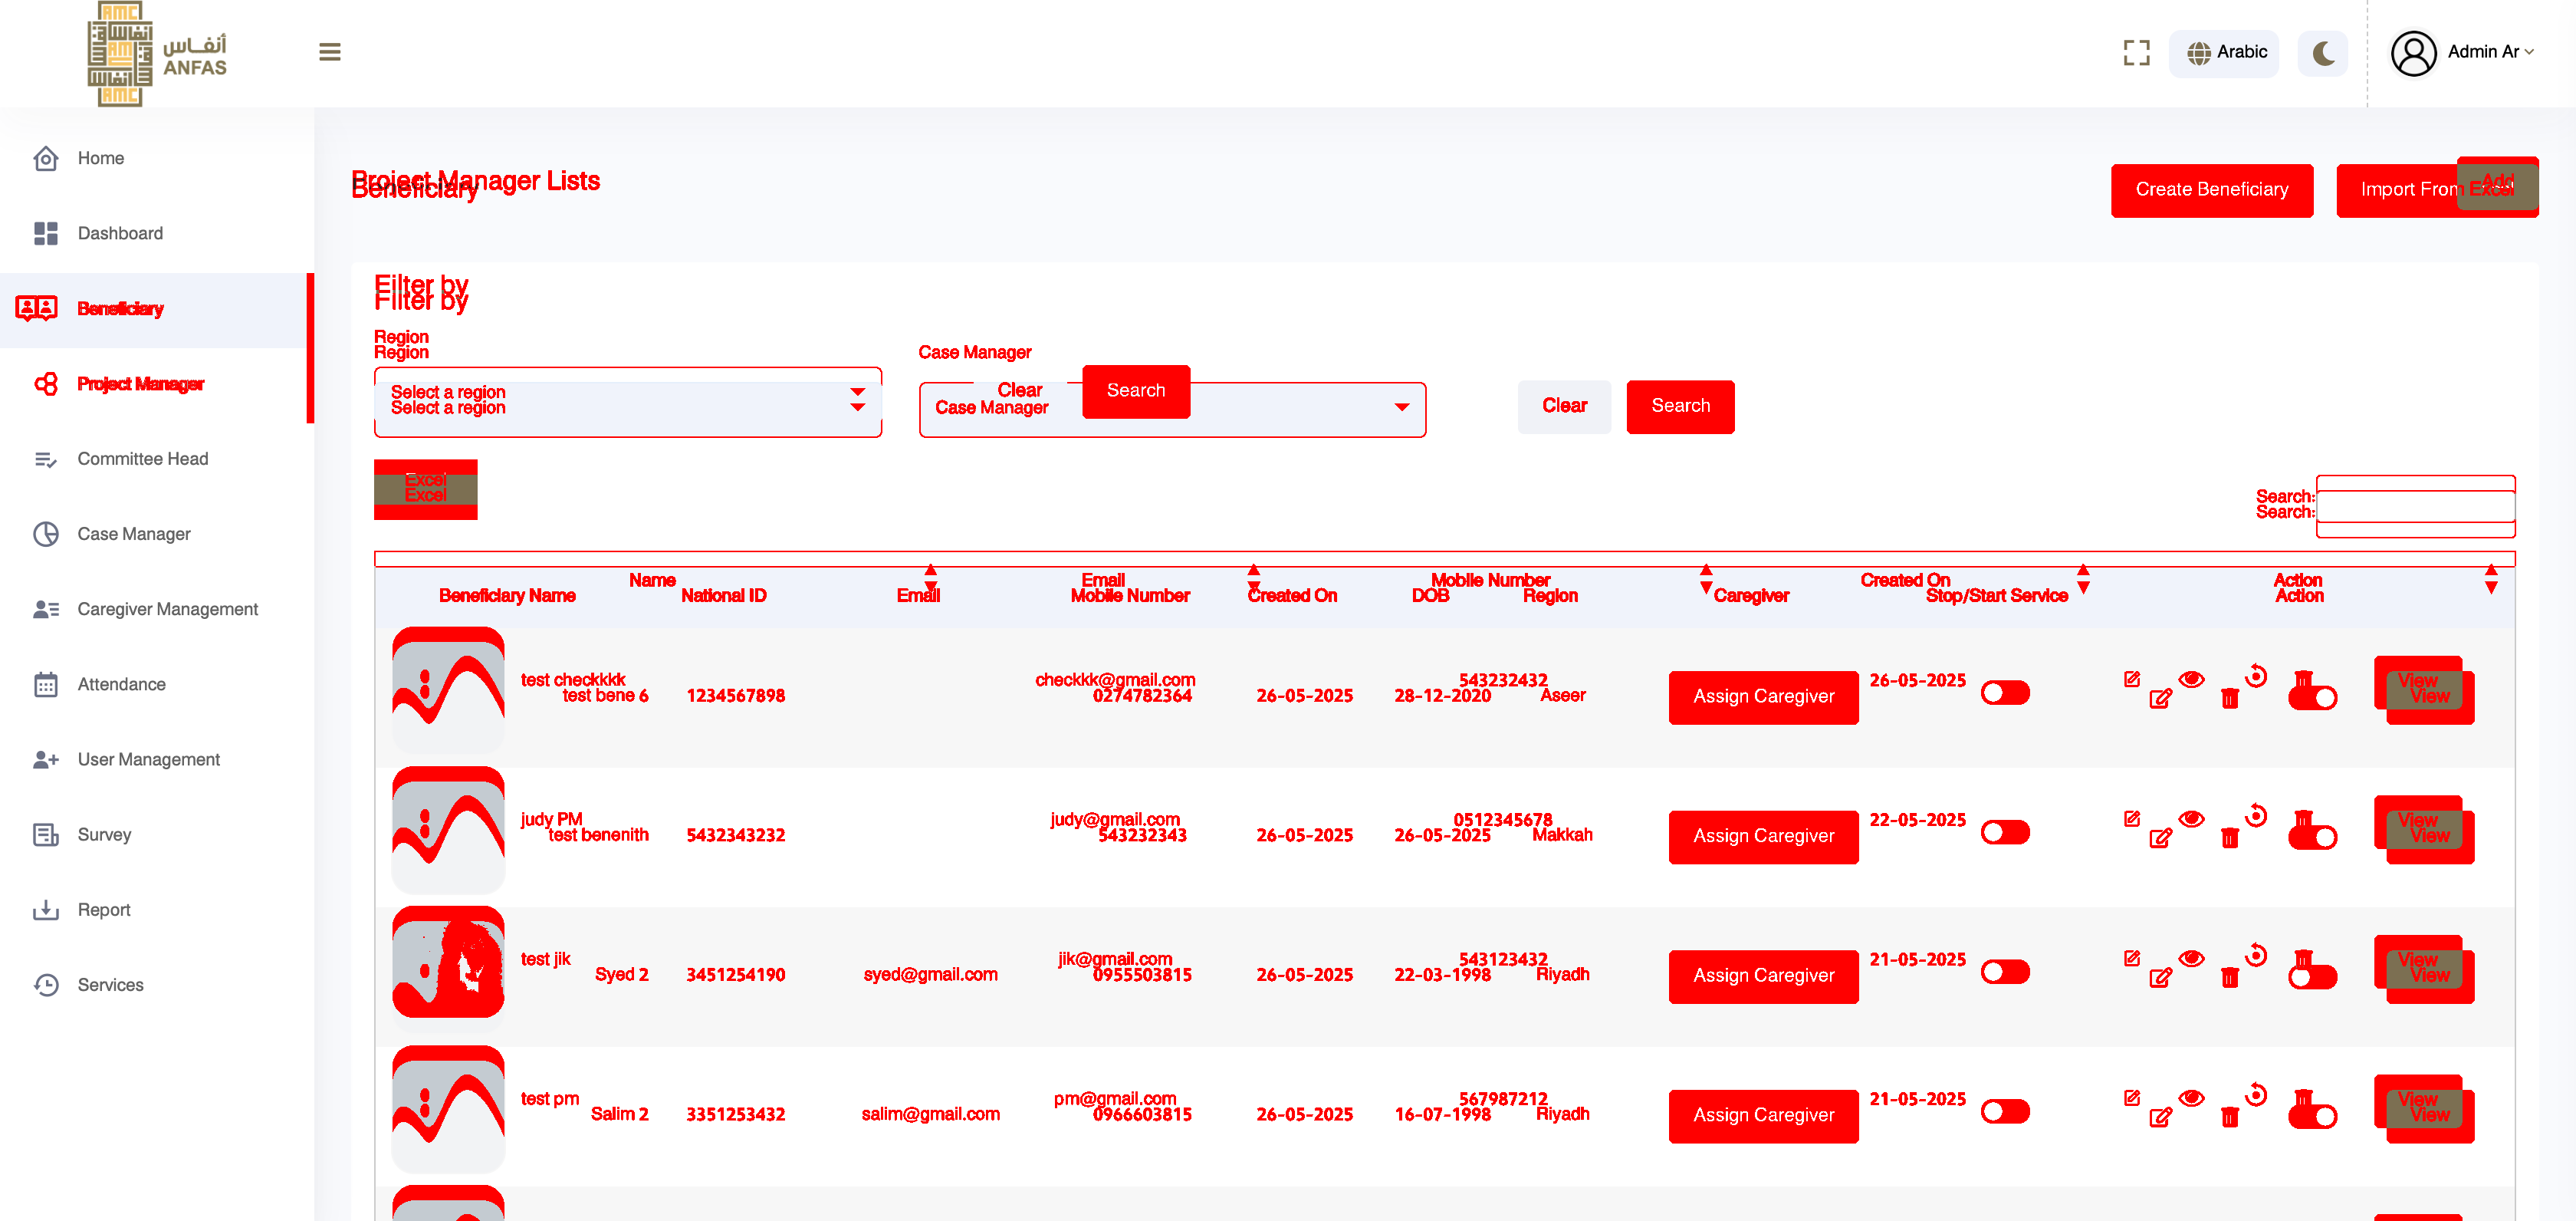 AMC
أنفاس
ANFAS
AMC
Arabic
Admin Ar
Home
Dashboard
Beneficiary
Project Manager
Committee Head
Case Manager
Caregiver Management
Attendance
User Management
Survey
Report
Services
Project Manager Lists
Beneficiary
Create Beneficiary
Import From Excel
Add
Filter by
Filter by
Region
Region
Case Manager
Select a region
Select a region
Clear
Search
Case Manager
Clear
Search
Excel
Excel
Search:
Search:
Name
Email
Mobile Number
Created On
Action
Beneficiary Name
National ID
Email
Mobile Number
Created On
DOB
Region
Caregiver
Stop/Start Service
Action
test checkkkk
checkkk@gmail.com
543232432
26-05-2025
View
test bene 6
1234567898
0274782364
26-05-2025
28-12-2020
Aseer
Assign Caregiver
View
judy PM
judy@gmail.com
0512345678
22-05-2025
View
test benenith
5432343232
543232343
26-05-2025
26-05-2025
Makkah
Assign Caregiver
View
test jik
jik@gmail.com
543123432
21-05-2025
View
Syed 2
3451254190
syed@gmail.com
0955503815
26-05-2025
22-03-1998
Riyadh
Assign Caregiver
View
test pm
pm@gmail.com
567987212
21-05-2025
View
Salim 2
3351253432
salim@gmail.com
0966603815
26-05-2025
16-07-1998
Riyadh
Assign Caregiver
View